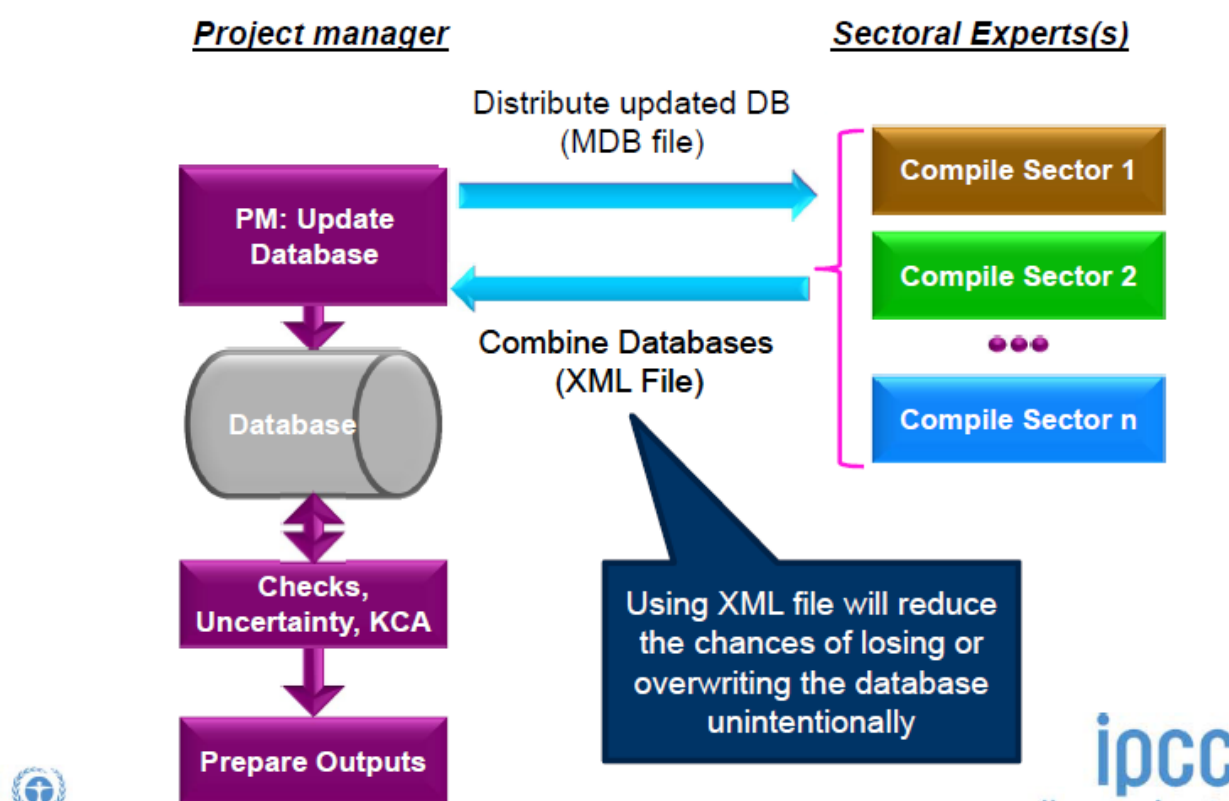 Project manager
Sectoral Experts(s)
Distribute updated DB
(MDB file)
PM: Update
Database
Compile Sector 1
Compile Sector 2
Combine Databases
(XML File)
Compile Sector n
Database
Checks,
Uncertainty, KCA
Using XML file will reduce
the chances of losing or
overwriting the database
unintentionally
Prepare Outputs
ipcc